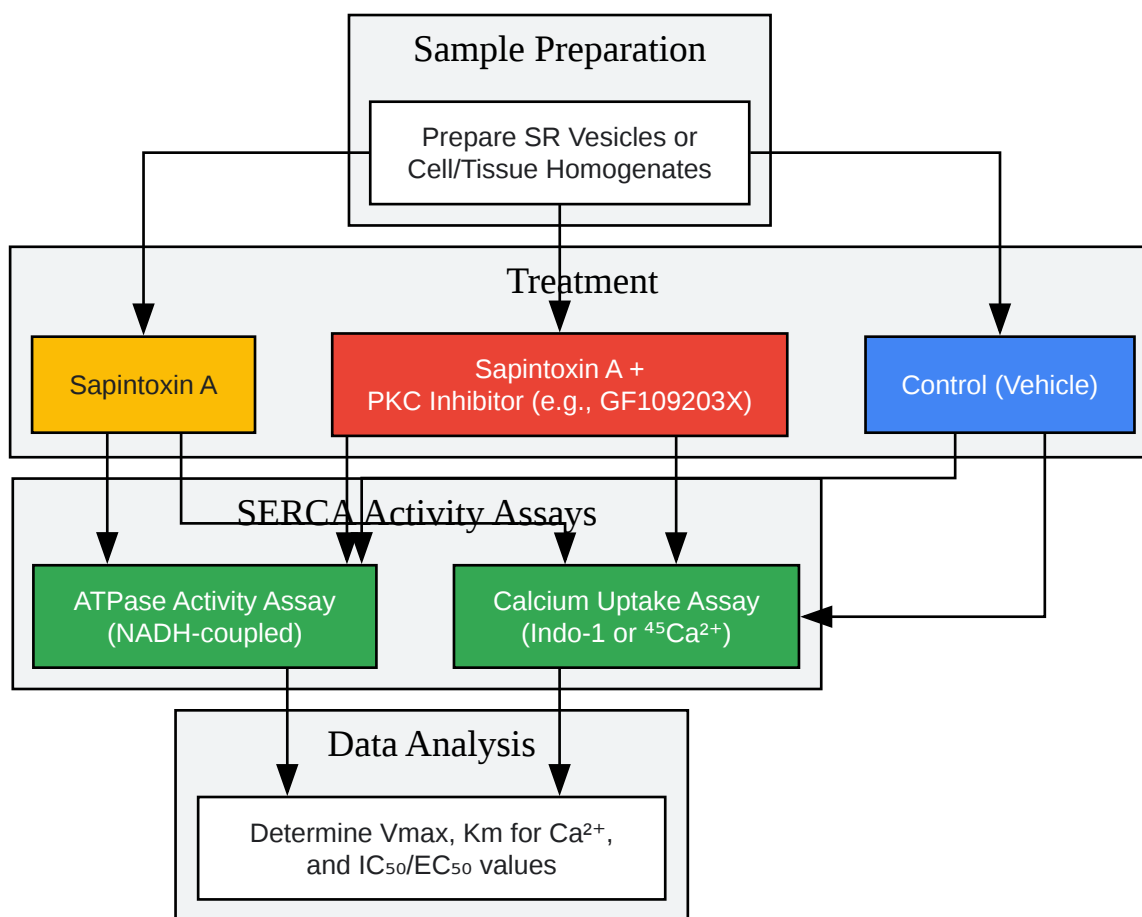 Sample Preparation
Prepare SR Vesicles or
Cell/Tissue Homogenates
Treatment
Sapintoxin A
Sapintoxin A +
PKC Inhibitor (e.g., GF109203X)
Control (Vehicle)
SERCA Activity Assays
ATPase Activity Assay
(NADH-coupled)
Calcium Uptake Assay
(Indo-1 or ⁴⁵Ca²⁺)
Data Analysis
Determine Vmax, Km for Ca²⁺,
and IC₅₀/EC₅₀ values